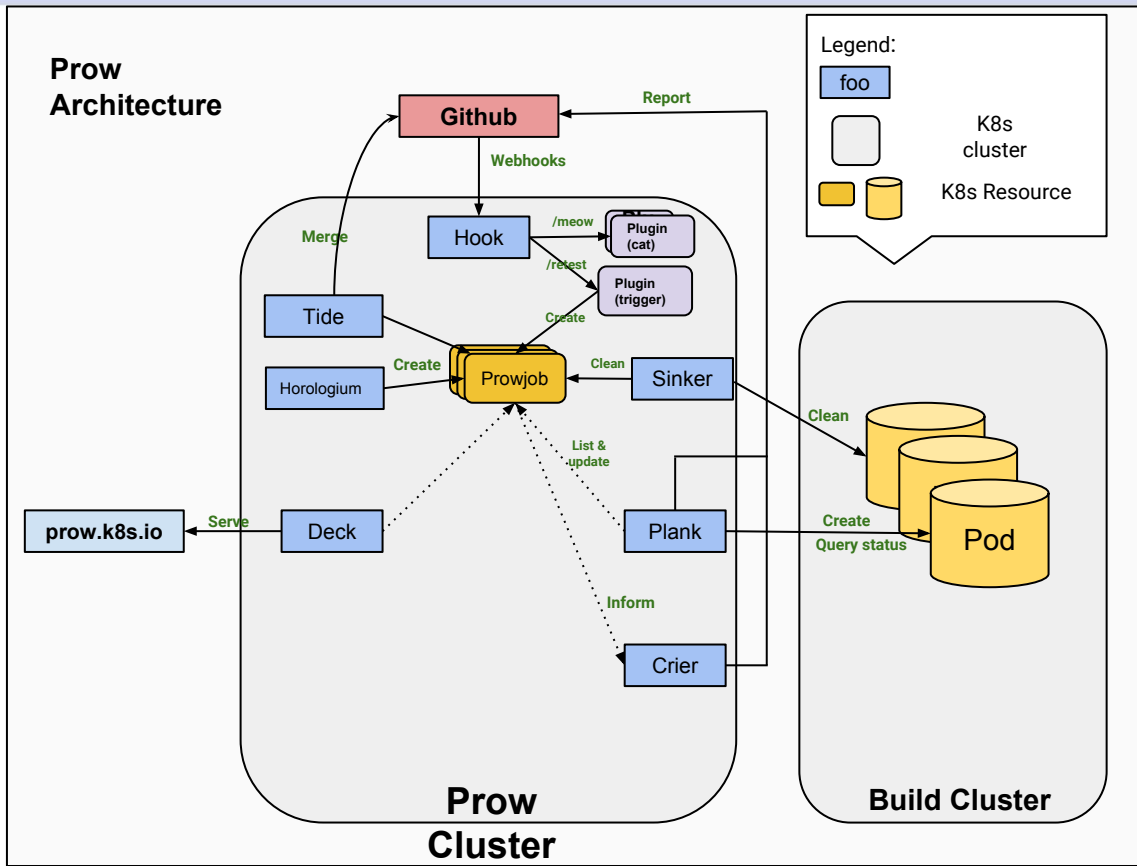 Prow
Architecture
Legend:
foo
K8s
cluster
K8s Resource
Github
Report
Webhooks
Merge
Hook
/meow
Plugin
(cat)
/retest
Plugin
(trigger)
Create
Tide
Horologium
Create
Prowjob
Clean
Sinker
Clean
List &
update
prow.k8s.io
Serve
Deck
Plank
Create
Query status
Pod
Inform
Crier
Prow
Cluster
Build Cluster